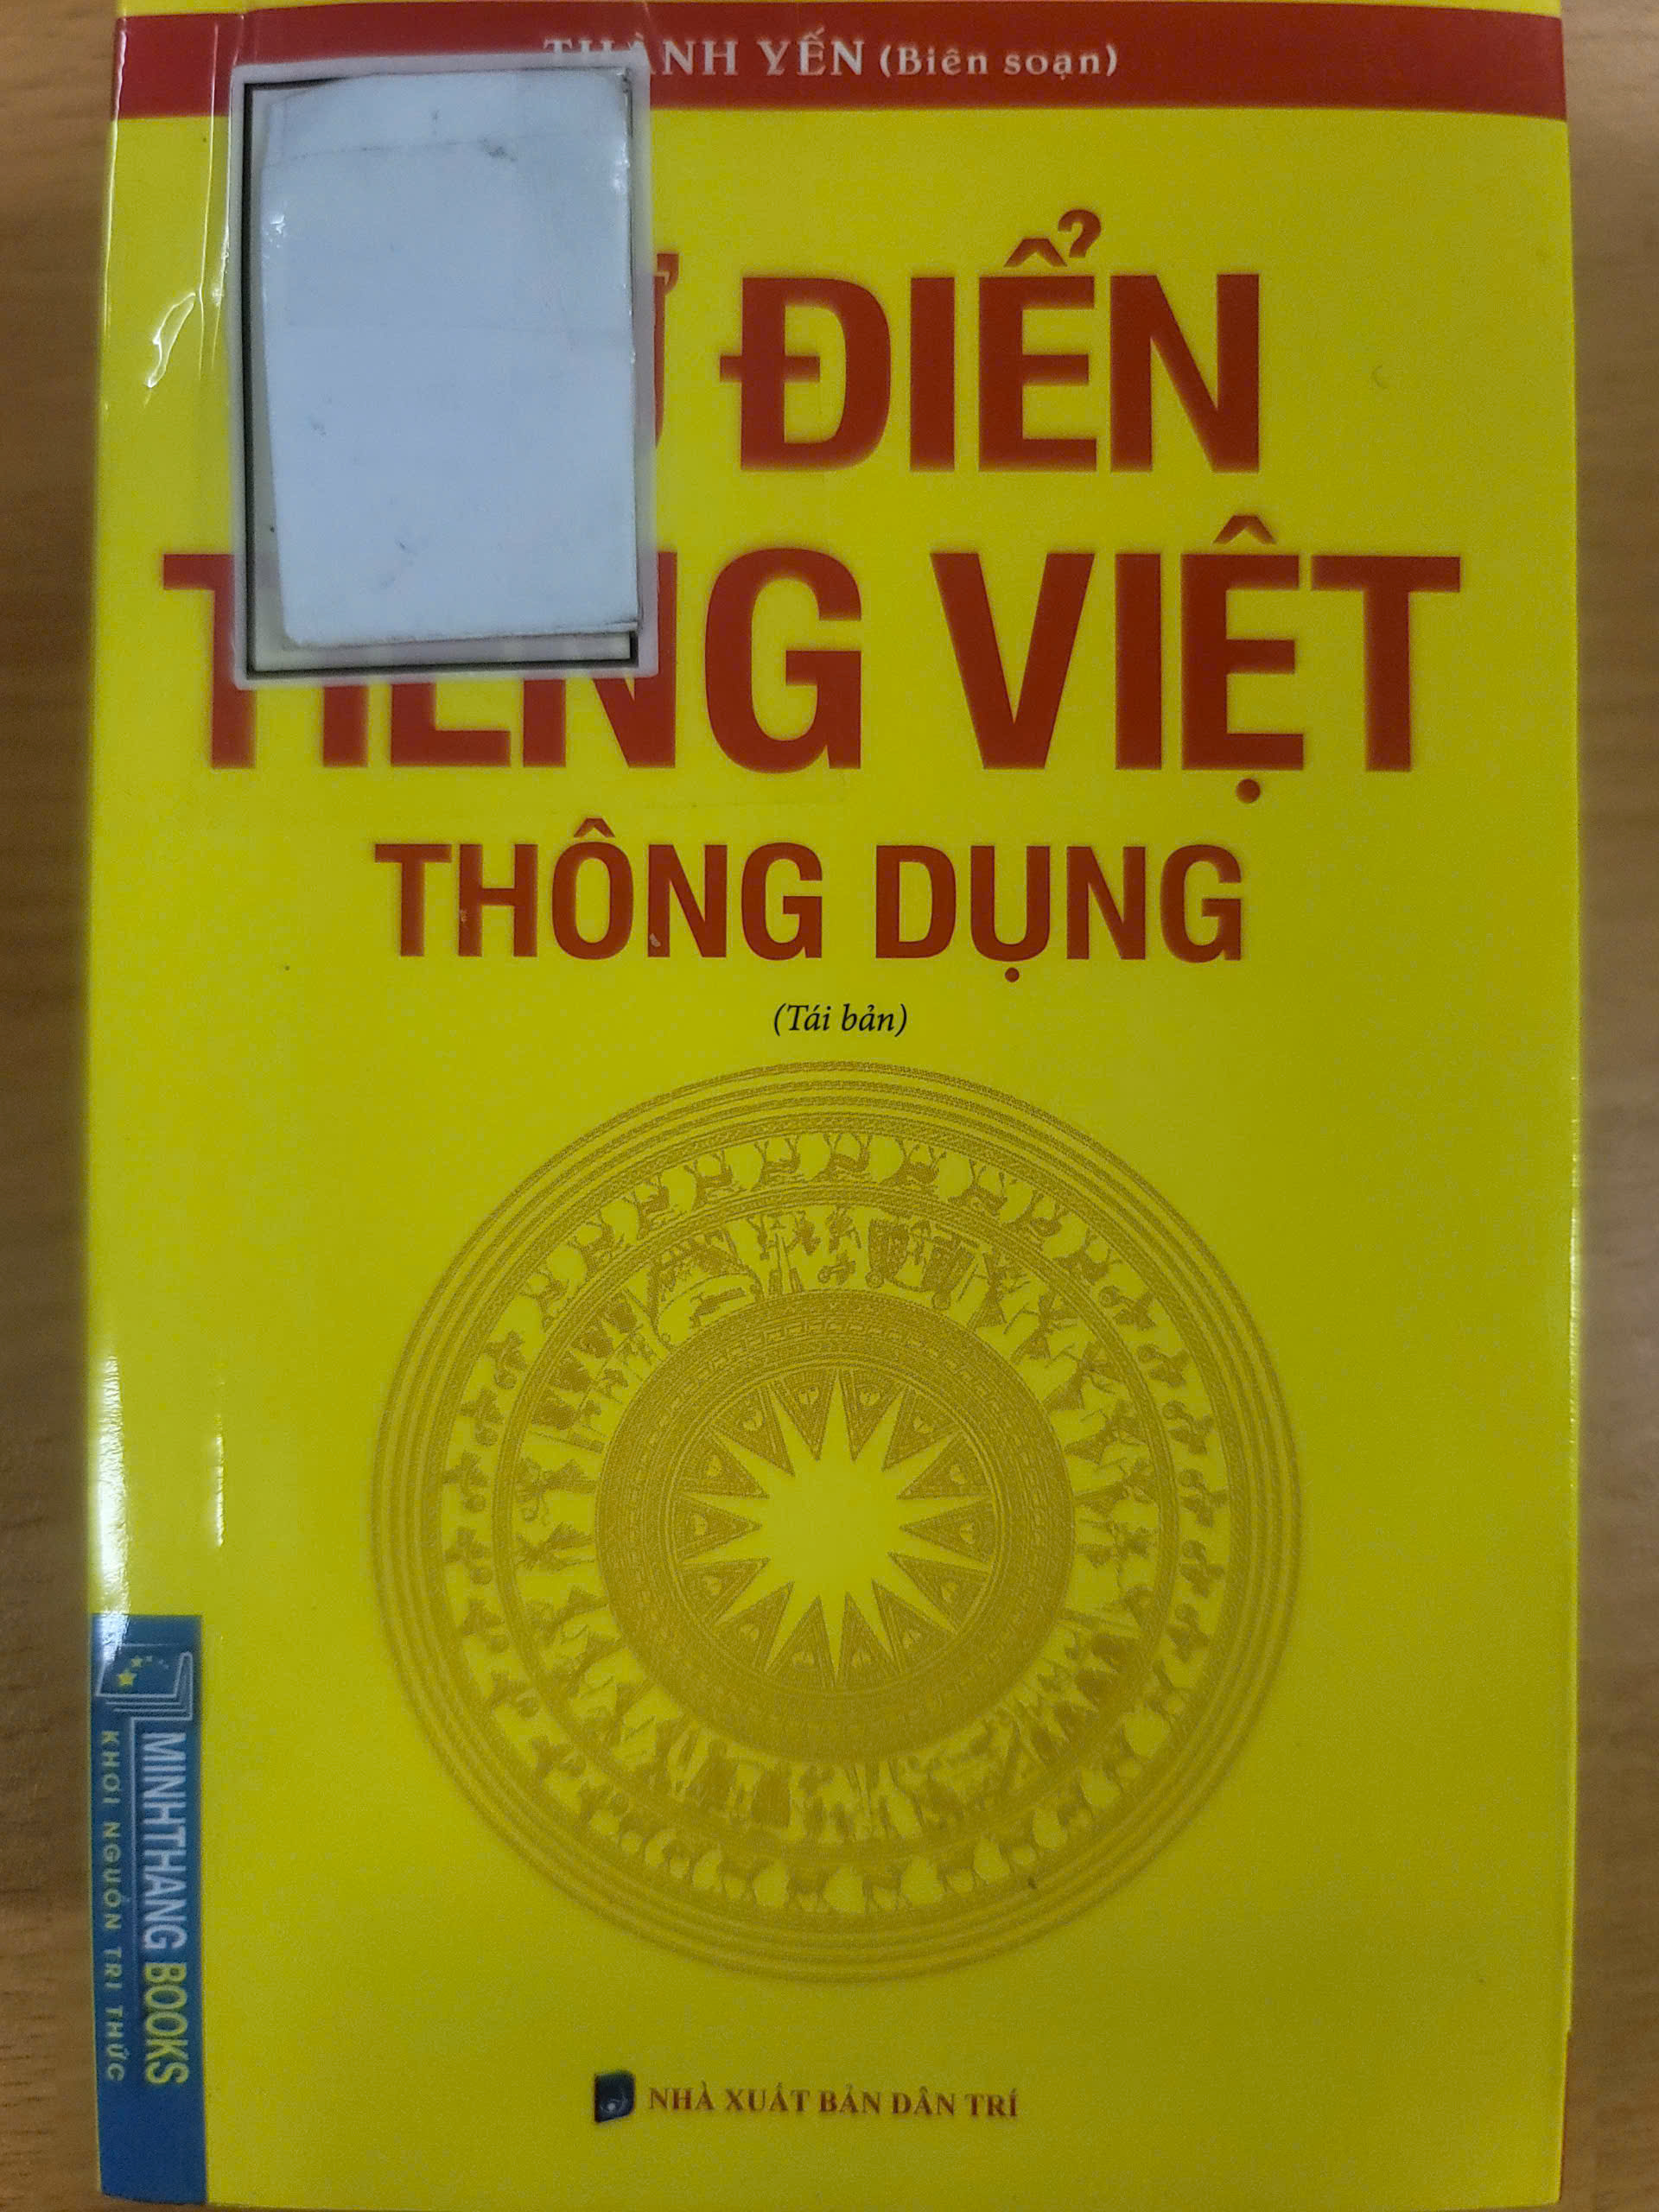 THÀNH YẾN (Biên soạn)
ĐIỂN
TIẾNG VIỆT
THÔNG DỤNG
(Tái bản)
MINHTHANG BOOKS
KHƠI NGUỒN TRI THỨC
NHÀ XUẤT BẢN DÂN TRÍ